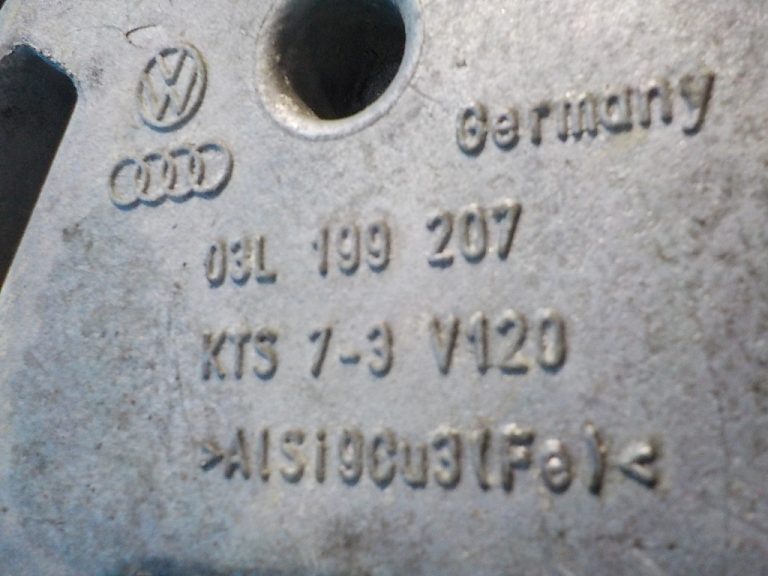 Germany
03L 199 207
KTS 7-3 V120
>AlSi9Cu3(Fe)<